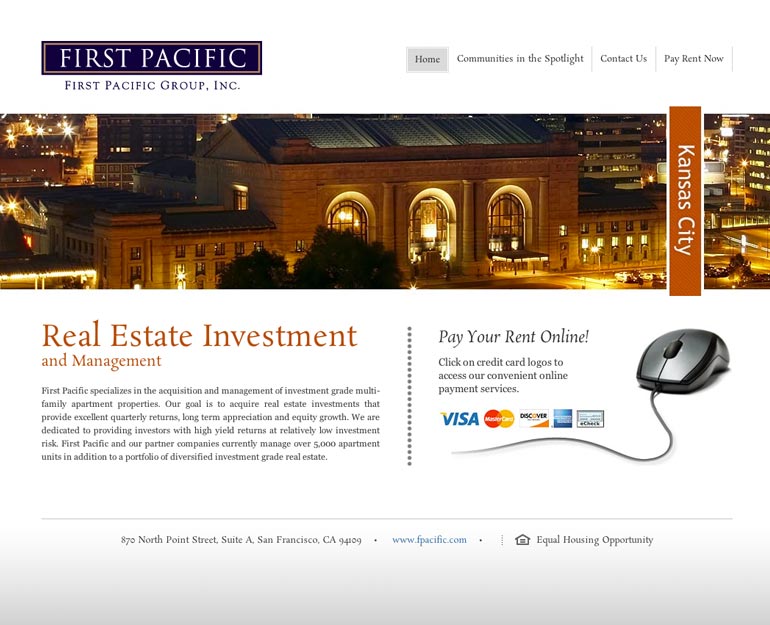 FIRST PACIFIC
FIRST PACIFIC GROUP, INC.
Home
Communities in the Spotlight
Contact Us
Pay Rent Now
Kansas City
Real Estate Investment
and Management
First Pacific specializes in the acquisition and management of investment grade multi-
family apartment properties. Our goal is to acquire real estate investments that
provide excellent quarterly returns, long term appreciation and equity growth. We are
dedicated to providing investors with high yield returns at relatively low investment
risk. First Pacific and our partner companies currently manage over 5,000 apartment
units in addition to a portfolio of diversified investment grade real estate.
Pay Your Rent Online!
Click on credit card logos to
access our convenient online
payment services.
VISA MasterCard DISCOVER eCheck
870 North Point Street, Suite A, San Francisco, CA 94109 • www.fpacific.com • Equal Housing Opportunity